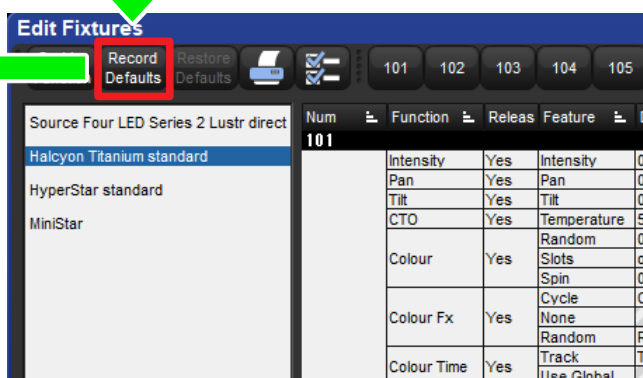 Edit Fixtures
Record Defaults
Restore Defaults
101 102 103 104 105
Source Four LED Series 2 Lustr direct
Halcyon Titanium standard
HyperStar standard
MiniStar
Num Function Releas Feature
101
Intensity Yes Intensity
Pan Yes Pan
Tilt Yes Tilt
CTO Yes Temperature
Colour Yes Random
Slots
Spin
Colour Fx Yes Cycle
None
Random
Colour Time Yes Track
Use Global